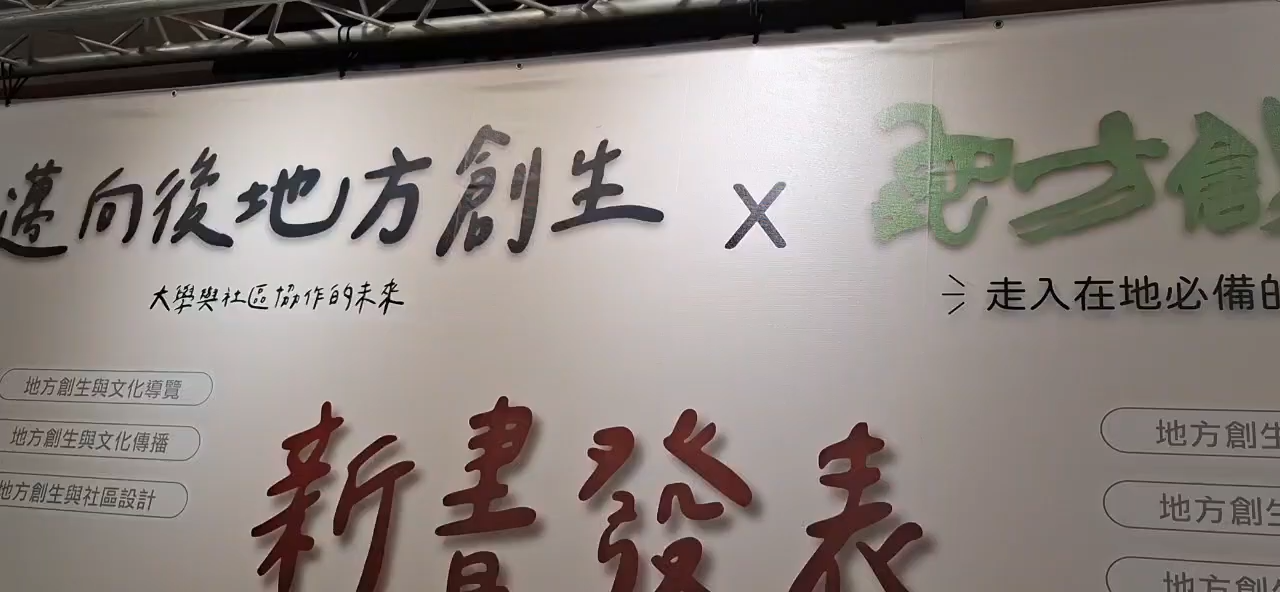 邁向後地方創生 X 地方創
大學與社區協作的未來
走入在地必備的
地方創生與文化導覽
地方創生與文化傳播
地方創生與社區設計
新書發表
地方創生
地方創生
地方創